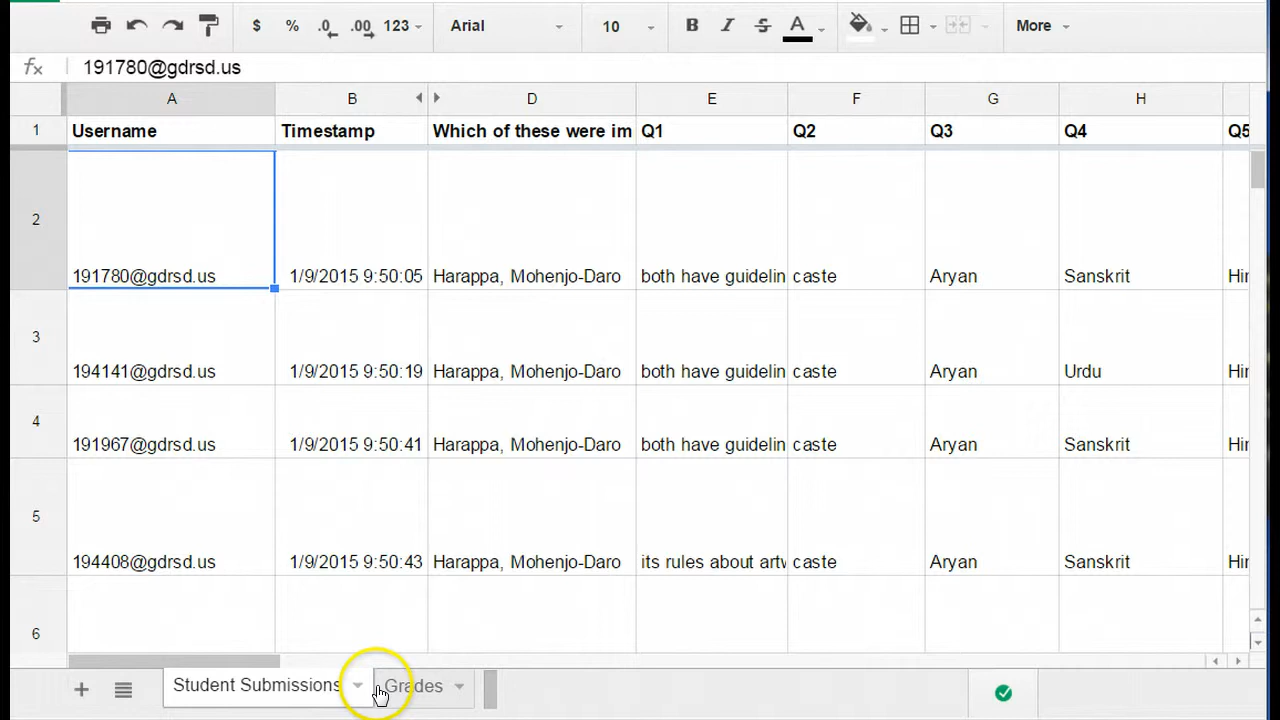 $ % .0 .00 123 Arial 10 B I S A More
fx 191780@gdrsd.us
A B D E F G H
1 Username Timestamp Which of these were im Q1 Q2 Q3 Q4 Q5
2 191780@gdrsd.us 1/9/2015 9:50:05 Harappa, Mohenjo-Daro both have guidelin caste Aryan Sanskrit Hin
3 194141@gdrsd.us 1/9/2015 9:50:19 Harappa, Mohenjo-Daro both have guidelin caste Aryan Urdu Hin
4 191967@gdrsd.us 1/9/2015 9:50:41 Harappa, Mohenjo-Daro both have guidelin caste Aryan Sanskrit Hin
5 194408@gdrsd.us 1/9/2015 9:50:43 Harappa, Mohenjo-Daro its rules about artw caste Aryan Sanskrit Hin
6
Student Submissions Grades